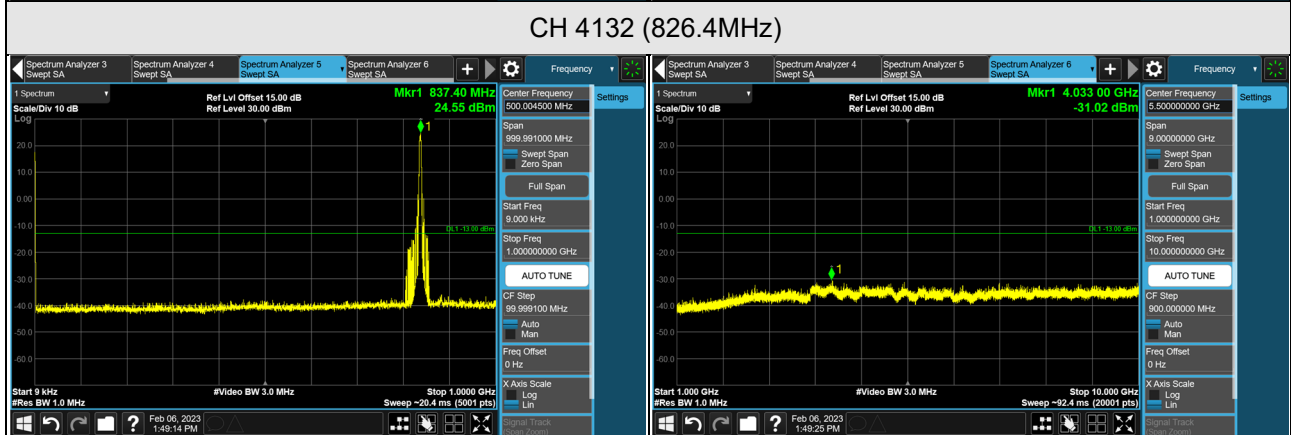 CH 4132 (826.4MHz)
Spectrum Analyzer 3
Swept SA
Spectrum Analyzer 4
Swept SA
Spectrum Analyzer 5
Swept SA
Spectrum Analyzer 6
Swept SA
+
Frequency
1 Spectrum
Scale/Div 10 dB
Ref Lvl Offset 15.00 dB
Ref Level 30.00 dBm
Mkr1 837.40 MHz
24.55 dBm
Log
1
20.0
10.0
0.00
-10.0
DL1 -13.00 dBm
-20.0
-30.0
-40.0
-50.0
-60.0
Start 9 kHz
#Video BW 3.0 MHz
Stop 1.0000 GHz
#Res BW 1.0 MHz
Sweep ~20.4 ms (5001 pts)
Center Frequency
500.004500 MHz
Settings
Span
999.991000 MHz
Swept Span
Zero Span
Full Span
Start Freq
9.000 kHz
Stop Freq
1.000000000 GHz
AUTO TUNE
CF Step
99.999100 MHz
Auto
Man
Freq Offset
0 Hz
X Axis Scale
Log
Lin
Signal Track
(Span Zoom)
?
Feb 06, 2023
1:49:14 PM
Spectrum Analyzer 3
Swept SA
Spectrum Analyzer 4
Swept SA
Spectrum Analyzer 5
Swept SA
Spectrum Analyzer 6
Swept SA
+
Frequency
1 Spectrum
Scale/Div 10 dB
Ref Lvl Offset 15.00 dB
Ref Level 30.00 dBm
Mkr1 4.033 00 GHz
-31.02 dBm
Log
20.0
10.0
0.00
-10.0
DL1 -13.00 dBm
-20.0
1
-30.0
-40.0
-50.0
-60.0
Start 1.000 GHz
#Video BW 3.0 MHz
Stop 10.000 GHz
#Res BW 1.0 MHz
Sweep ~92.4 ms (20001 pts)
Center Frequency
5.500000000 GHz
Settings
Span
9.00000000 GHz
Swept Span
Zero Span
Full Span
Start Freq
1.000000000 GHz
Stop Freq
10.000000000 GHz
AUTO TUNE
CF Step
900.000000 MHz
Auto
Man
Freq Offset
0 Hz
X Axis Scale
Log
Lin
Signal Track
(Span Zoom)
?
Feb 06, 2023
1:49:25 PM